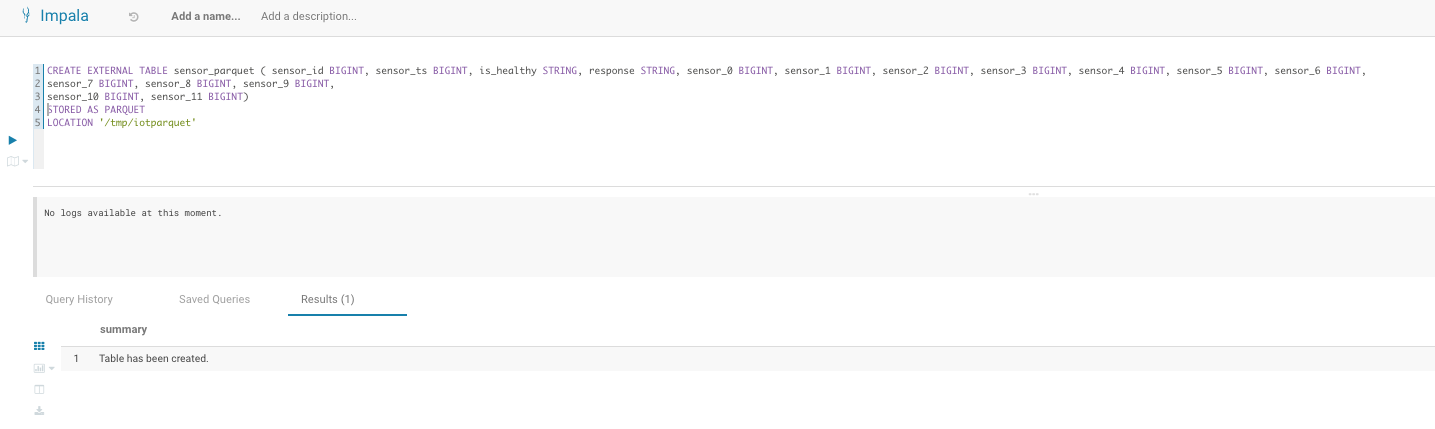 Impala Add a name... Add a description...
1 CREATE EXTERNAL TABLE sensor_parquet ( sensor_id BIGINT, sensor_ts BIGINT, is_healthy STRING, response STRING, sensor_0 BIGINT, sensor_1 BIGINT, sensor_2 BIGINT, sensor_3 BIGINT, sensor_4 BIGINT, sensor_5 BIGINT, sensor_6 BIGINT,
2 sensor_7 BIGINT, sensor_8 BIGINT, sensor_9 BIGINT,
3 sensor_10 BIGINT, sensor_11 BIGINT)
4 STORED AS PARQUET
5 LOCATION '/tmp/iotparquet'
No logs available at this moment.
Query History Saved Queries Results (1)
summary
1 Table has been created.